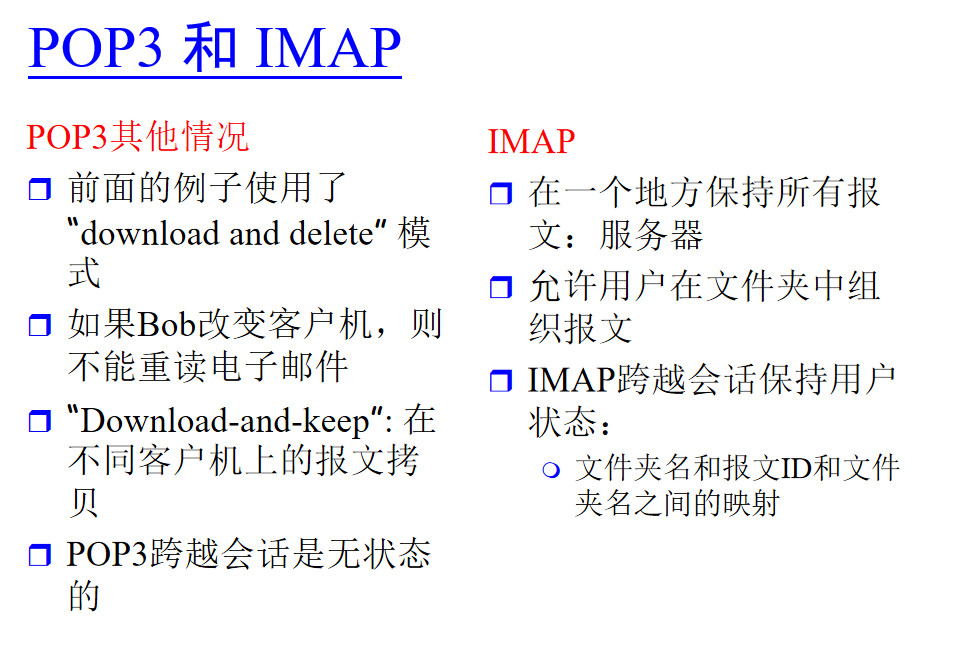 POP3 和 IMAP
POP3其他情况
前面的例子使用了
“download and delete” 模
式
如果Bob改变客户机，则
不能重读电子邮件
“Download-and-keep”: 在
不同客户机上的报文拷
贝
POP3跨越会话是无状态
的
IMAP
在一个地方保持所有报
文：服务器
允许用户在文件夹中组
织报文
IMAP跨越会话保持用户
状态：
文件夹名和报文ID和文件
夹名之间的映射